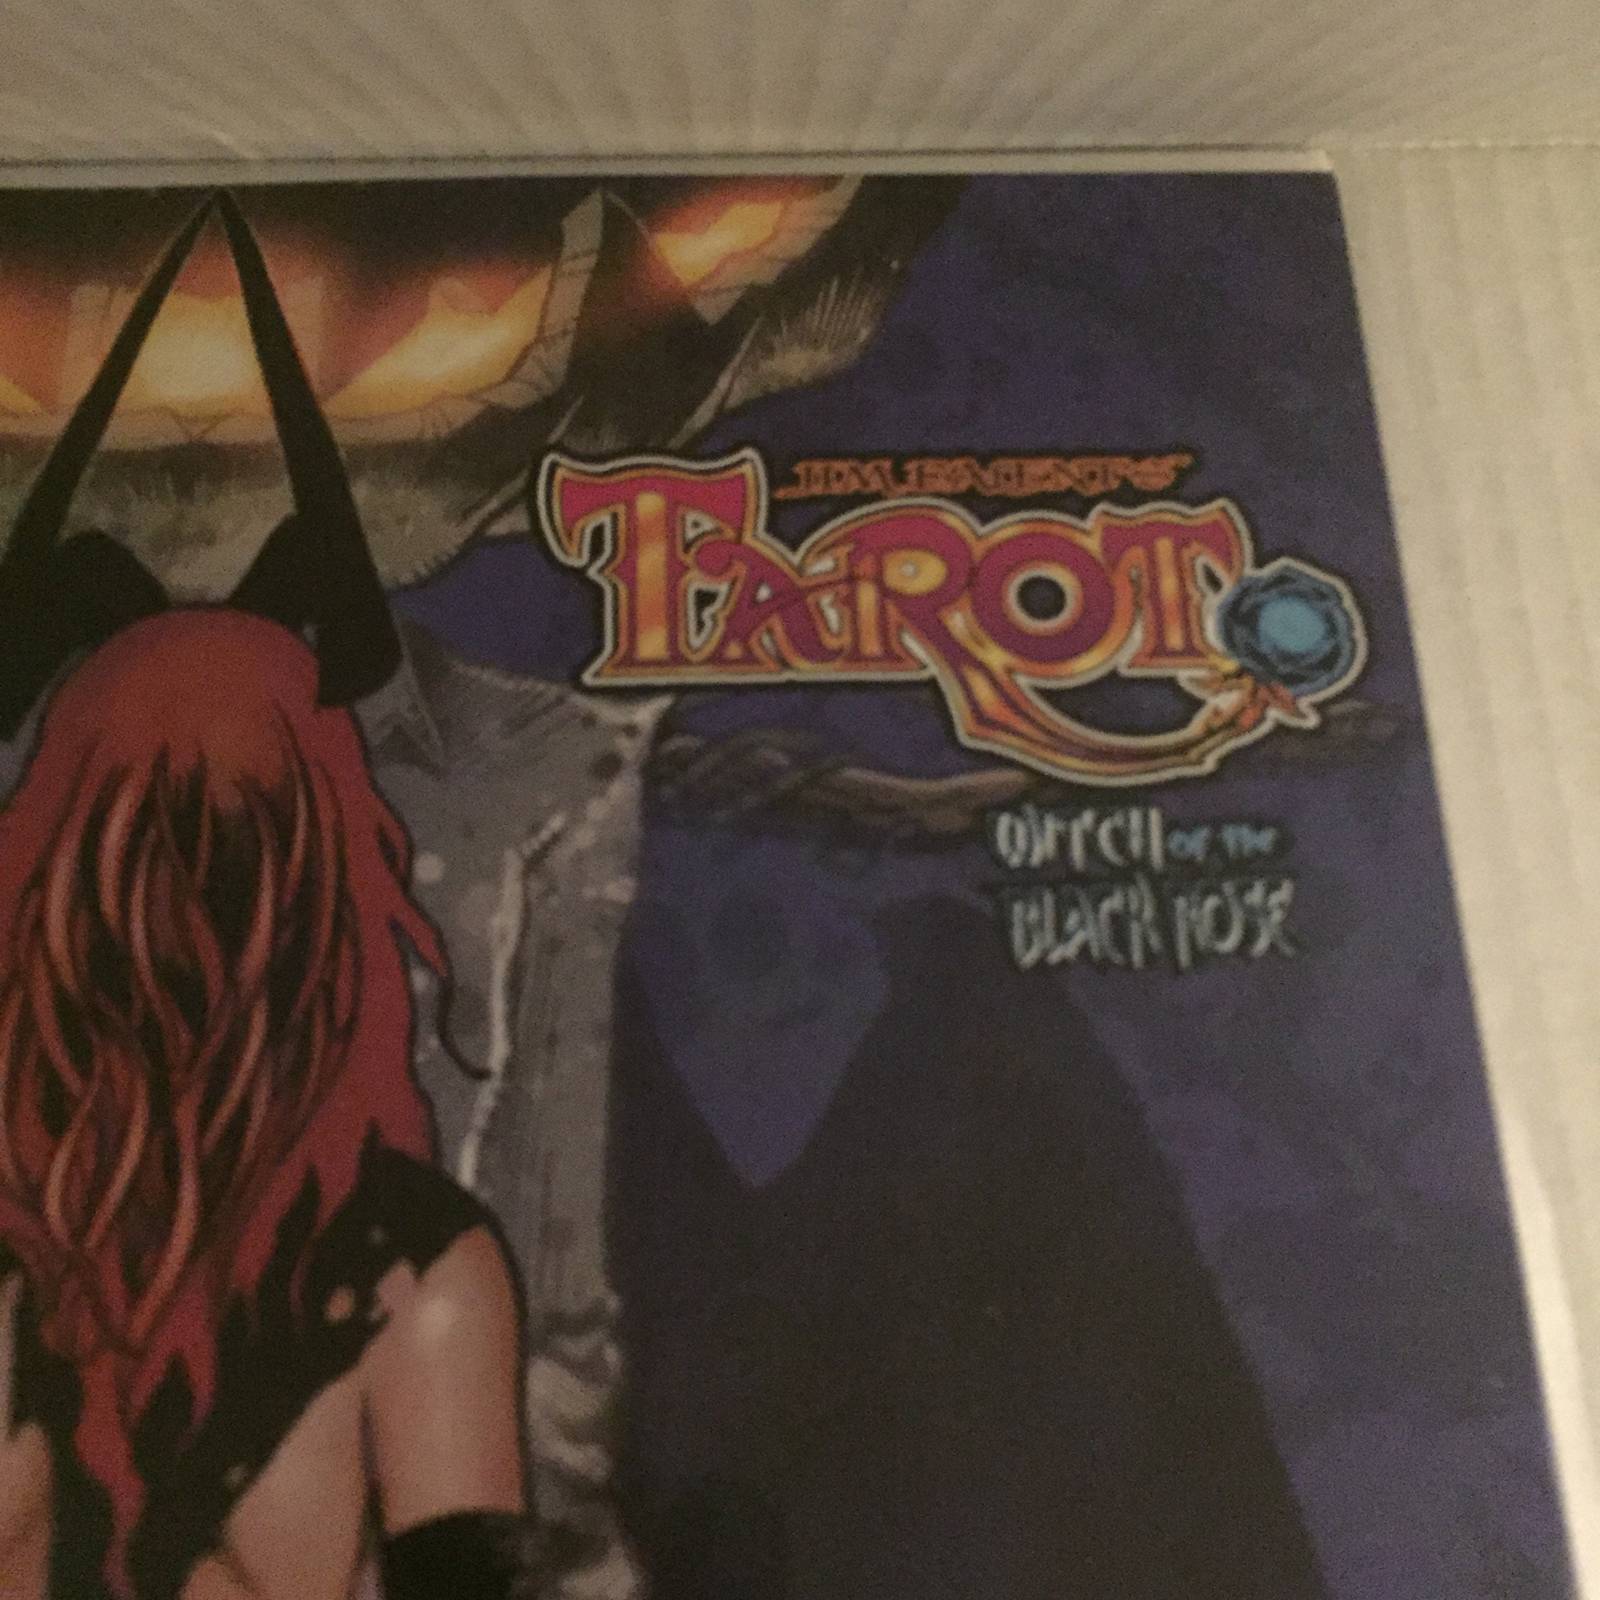 JIM BALENT'S
TAROT
WITCH OF THE
BLACK ROSE